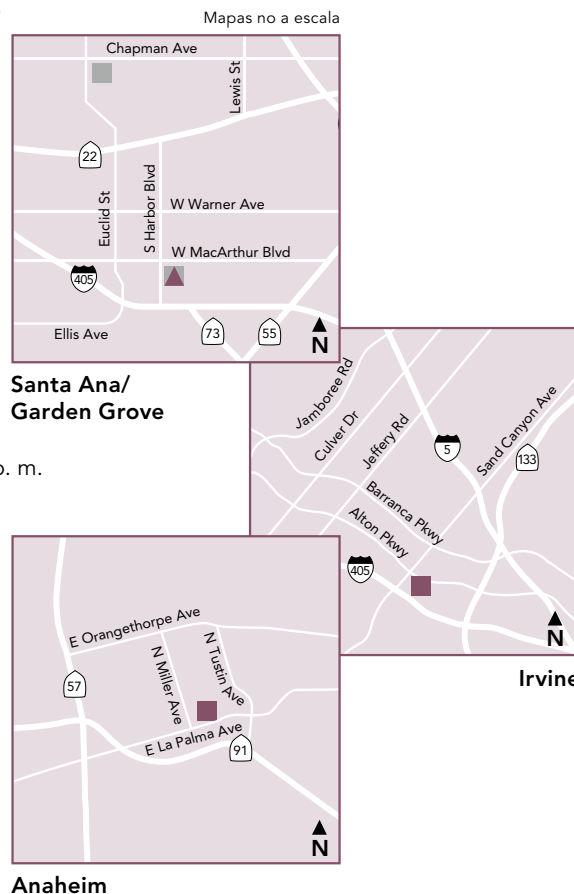 Mapas no a escala
Chapman Ave
Lewis St
22
Euclid St
S Harbor Blvd
W Warner Ave
W MacArthur Blvd
405
Ellis Ave
73
55
N
Santa Ana/
Garden Grove
p. m.
Jamboree Rd
Culver Dr
Jeffery Rd
5
Sand Canyon Ave
133
Barranca Pkwy
Alton Pkwy
405
N
Irvine
E Orangethorpe Ave
N Miller Ave
N Tustin Ave
57
E La Palma Ave
91
N
Anaheim